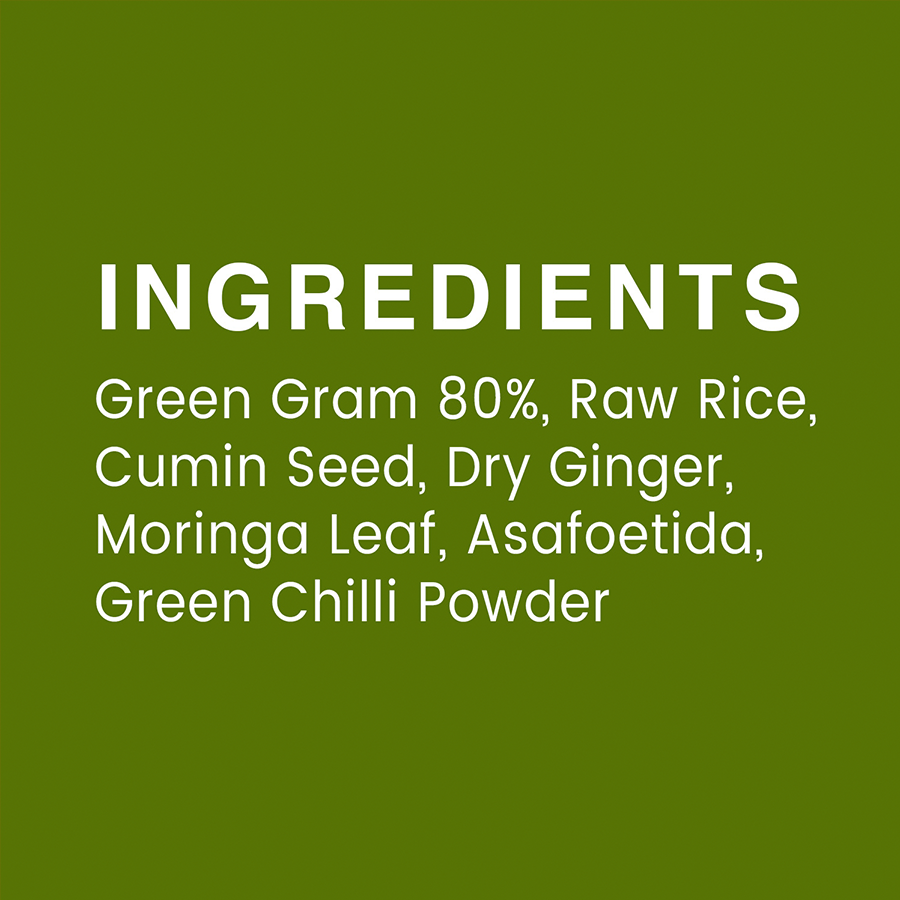 INGREDIENTS
Green Gram 80%, Raw Rice,
Cumin Seed, Dry Ginger,
Moringa Leaf, Asafoetida,
Green Chilli Powder